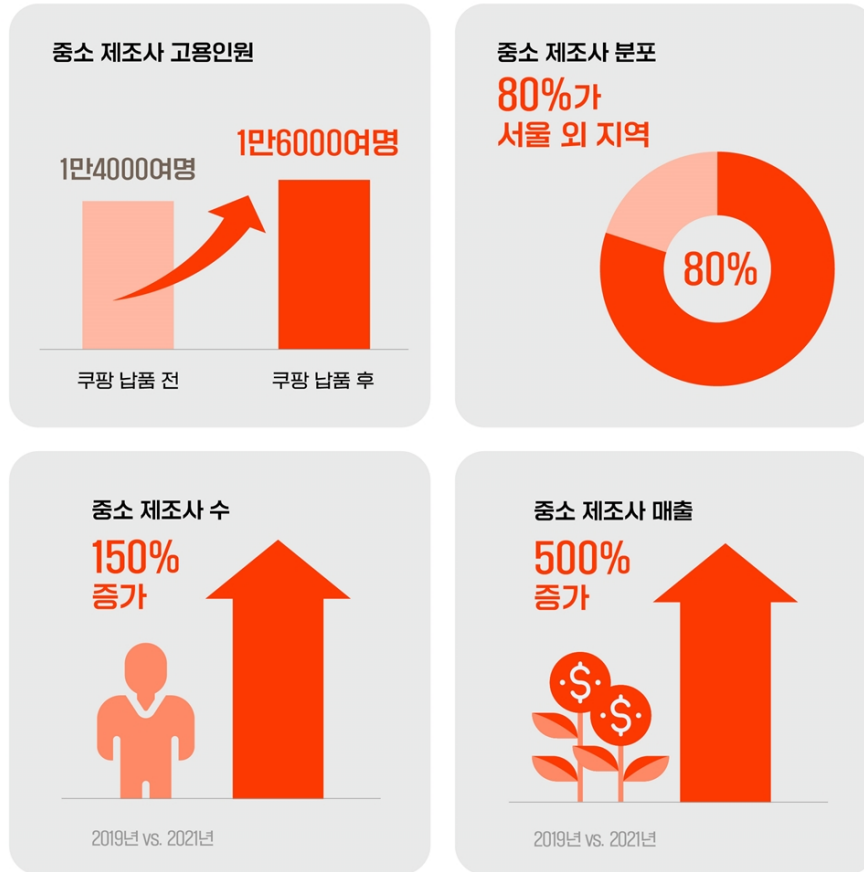 중소 제조사 고용인원
1만4000여명
1만6000여명
쿠팡 납품 전
쿠팡 납품 후
중소 제조사 분포
80%가
서울 외 지역
80%
중소 제조사 수
150%
증가
2019년 vs. 2021년
중소 제조사 매출
500%
증가
$
$
2019년 vs. 2021년